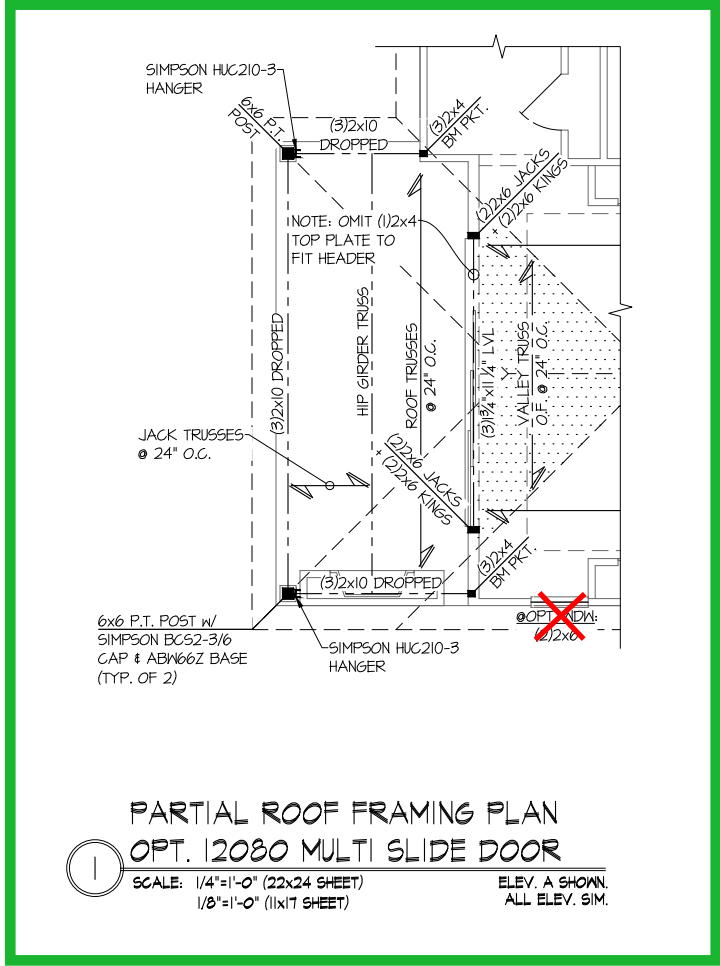 SIMPSON HUC210-3
HANGER
6x6 P.T.
POST
(3)2x10
DROPPED
(3)2x4
BM PKT.
(2)2x6 JACKS
+ (2)2x6 KINGS
NOTE: OMIT (1)2x4
TOP PLATE TO
FIT HEADER
(3)2x10 DROPPED
HIP GIRDER TRUSS
ROOF TRUSSES
@ 24" O.C.
(3)1¾"x11¼" LVL
VALLEY TRUSS
O.F. @ 24" O.C.
JACK TRUSSES
@ 24" O.C.
(2)2x6 JACKS
+ (2)2x6 KINGS
(3)2x4
BM PKT.
(3)2x10 DROPPED
@OPT. WDW:
(2)2x6
6x6 P.T. POST w/
SIMPSON BCS2-3/6
CAP & ABW66Z BASE
(TYP. OF 2)
SIMPSON HUC210-3
HANGER
PARTIAL ROOF FRAMING PLAN
OPT. 12080 MULTI SLIDE DOOR
1
SCALE: 1/4"=1'-0" (22x24 SHEET)
1/8"=1'-0" (11x17 SHEET)
ELEV. A SHOWN.
ALL ELEV. SIM.